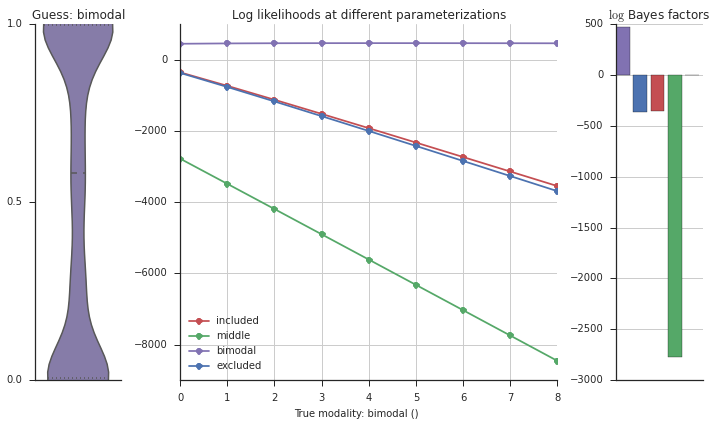 Guess: bimodal
1.0
0.5
0.0
Log likelihoods at different parameterizations
0
−2000
−4000
−6000
−8000
included
middle
bimodal
excluded
0 1 2 3 4 5 6 7 8
True modality: bimodal ()
log Bayes factors
500
0
−500
−1000
−1500
−2000
−2500
−3000